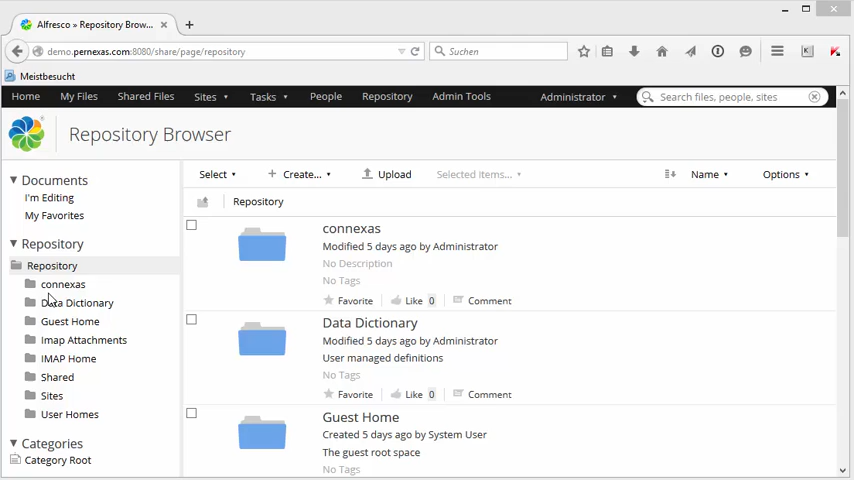 Alfresco » Repository Brow...
demo.pernexas.com:8080/share/page/repository
Suchen
Meistbesucht
Home My Files Shared Files Sites Tasks People Repository Admin Tools Administrator Search files, people, sites
Repository Browser
Documents
I'm Editing
My Favorites
Repository
Repository
connexas
Data Dictionary
Guest Home
Imap Attachments
IMAP Home
Shared
Sites
User Homes
Categories
Category Root
Select Create... Upload Selected items... Name Options
Repository
connexas
Modified 5 days ago by Administrator
No Description
No Tags
Favorite Like 0 Comment
Data Dictionary
Modified 5 days ago by Administrator
User managed definitions
No Tags
Favorite Like 0 Comment
Guest Home
Created 5 days ago by System User
The guest root space
No Tags